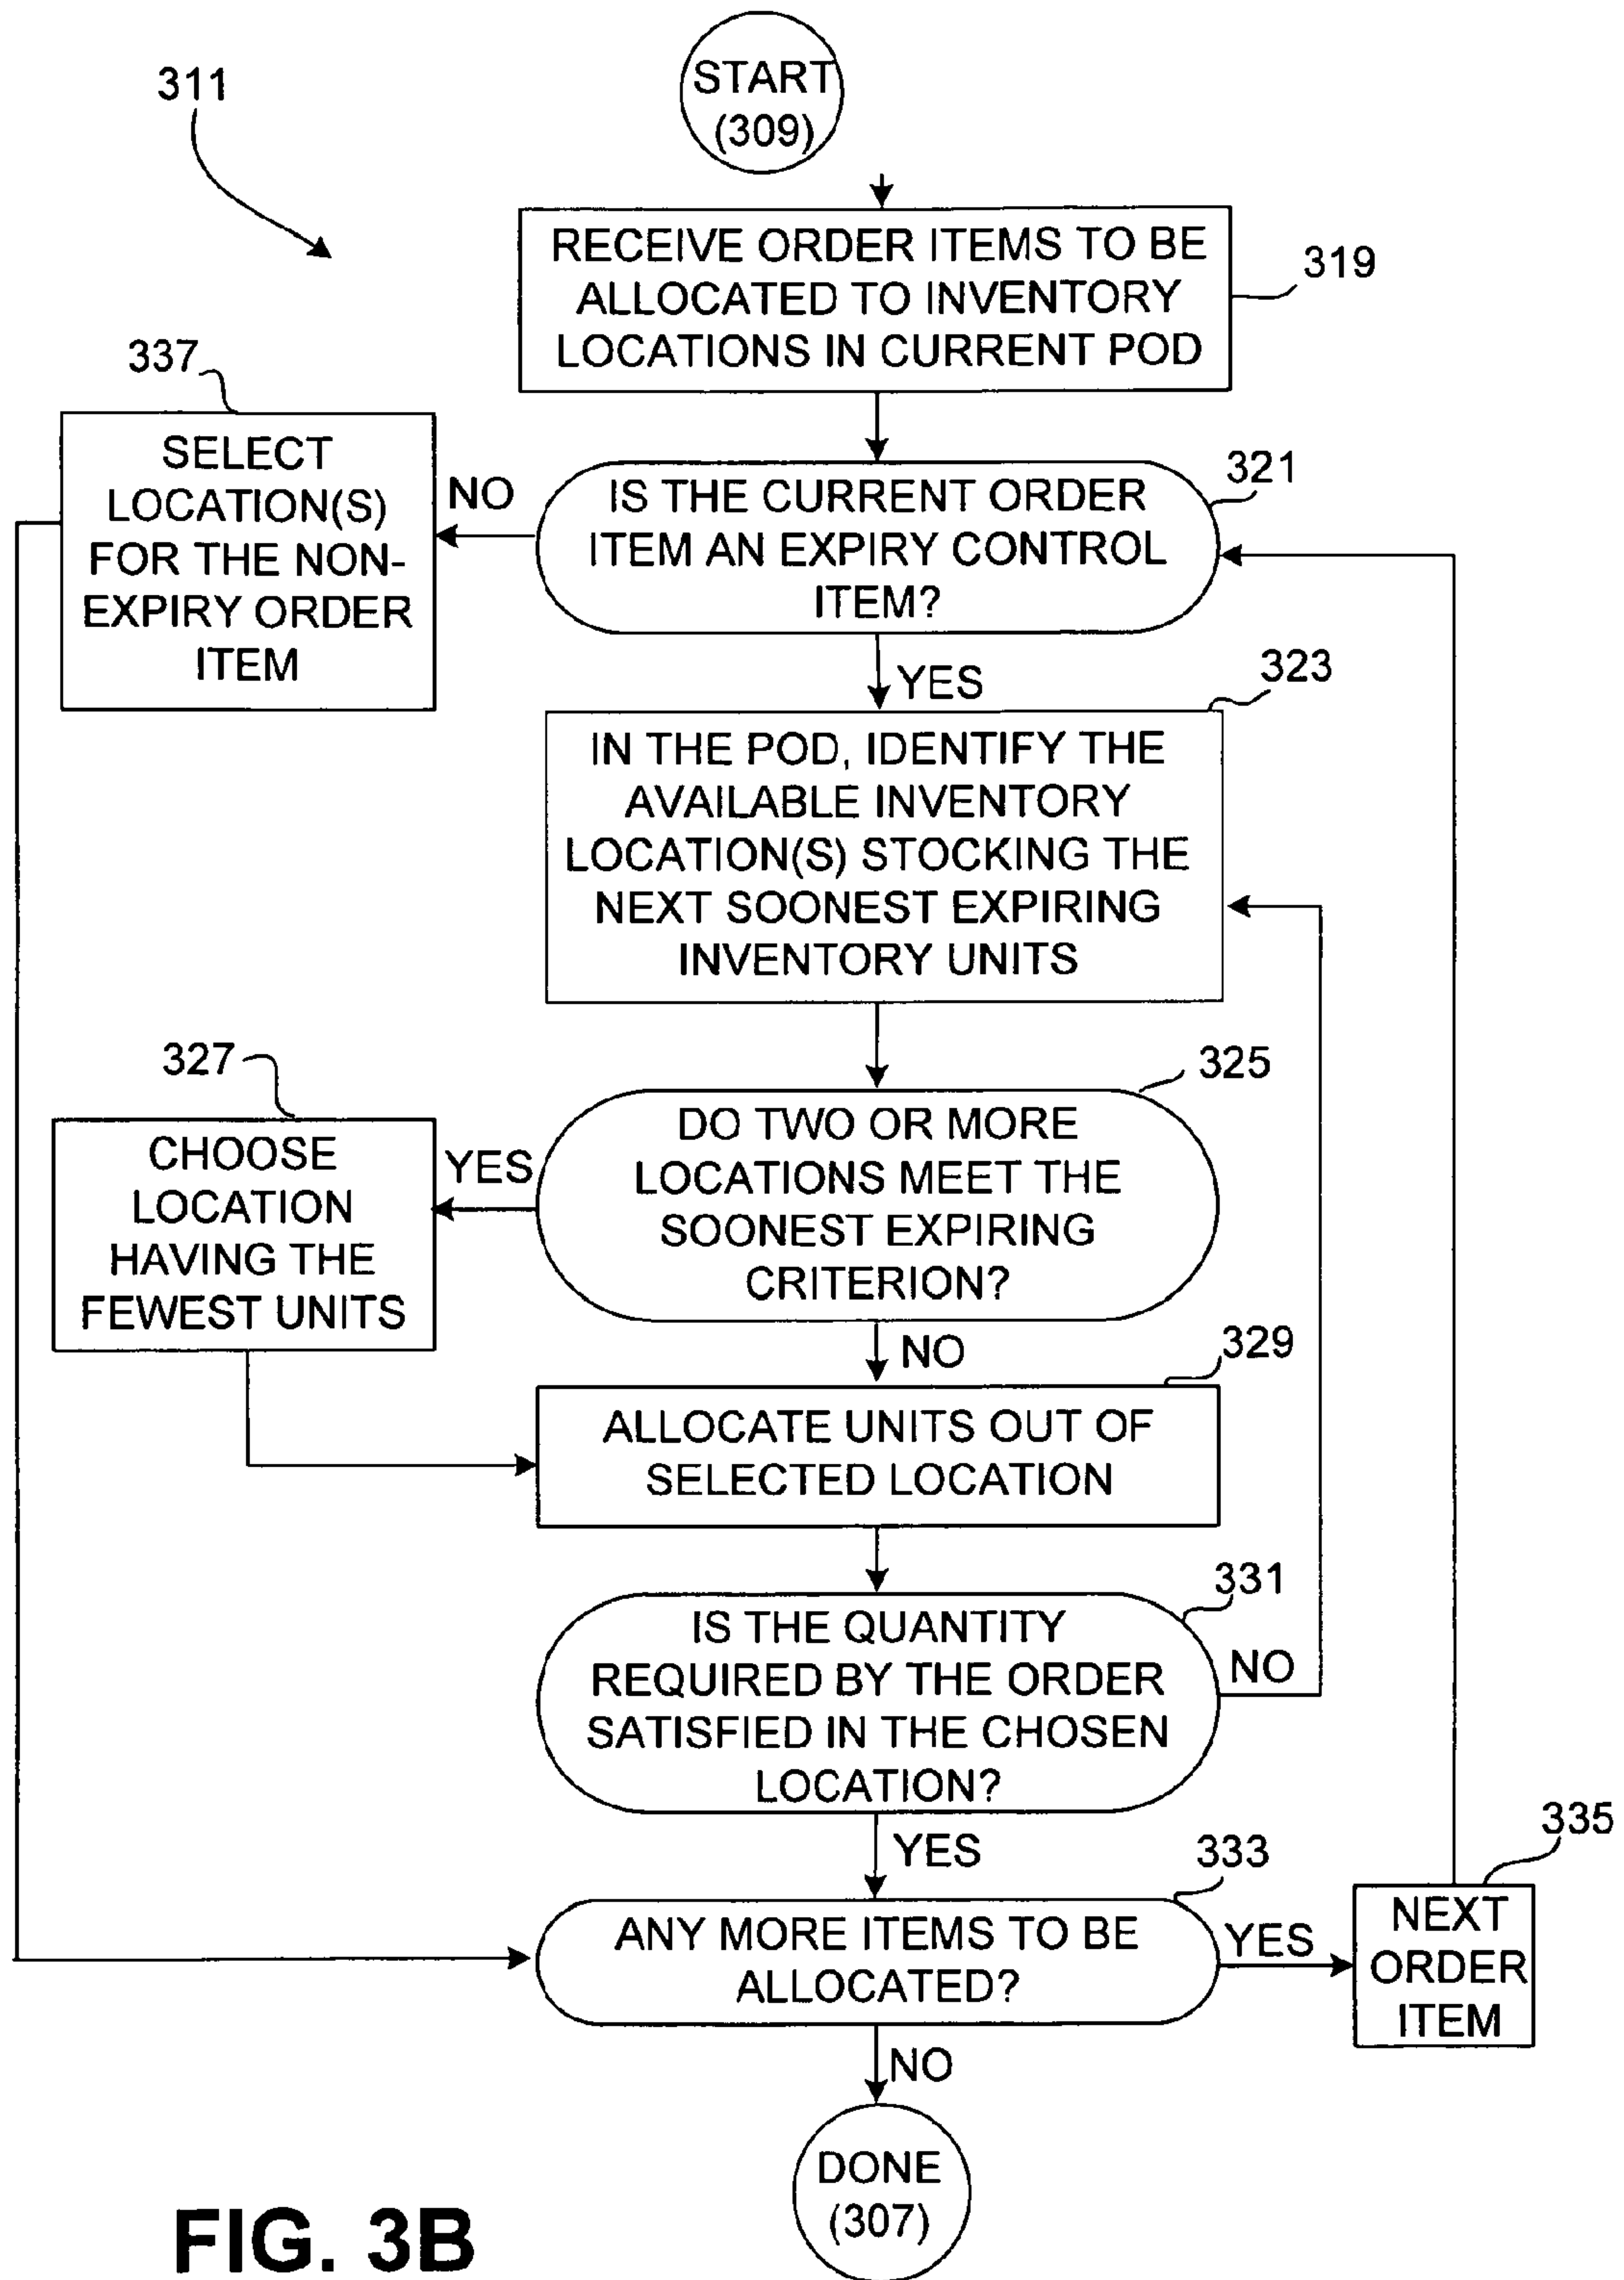 START
(309)
311
RECEIVE ORDER ITEMS TO BE
ALLOCATED TO INVENTORY
LOCATIONS IN CURRENT POD
319
337
SELECT
LOCATION(S)
FOR THE NON-
EXPIRY ORDER
ITEM
NO
IS THE CURRENT ORDER
ITEM AN EXPIRY CONTROL
ITEM?
321
YES
323
IN THE POD, IDENTIFY THE
AVAILABLE INVENTORY
LOCATION(S) STOCKING THE
NEXT SOONEST EXPIRING
INVENTORY UNITS
327
CHOOSE
LOCATION
HAVING THE
FEWEST UNITS
YES
DO TWO OR MORE
LOCATIONS MEET THE
SOONEST EXPIRING
CRITERION?
325
NO
329
ALLOCATE UNITS OUT OF
SELECTED LOCATION
331
IS THE QUANTITY
REQUIRED BY THE ORDER
SATISFIED IN THE CHOSEN
LOCATION?
NO
YES
333
ANY MORE ITEMS TO BE
ALLOCATED?
YES
335
NEXT
ORDER
ITEM
NO
DONE
(307)
FIG. 3B